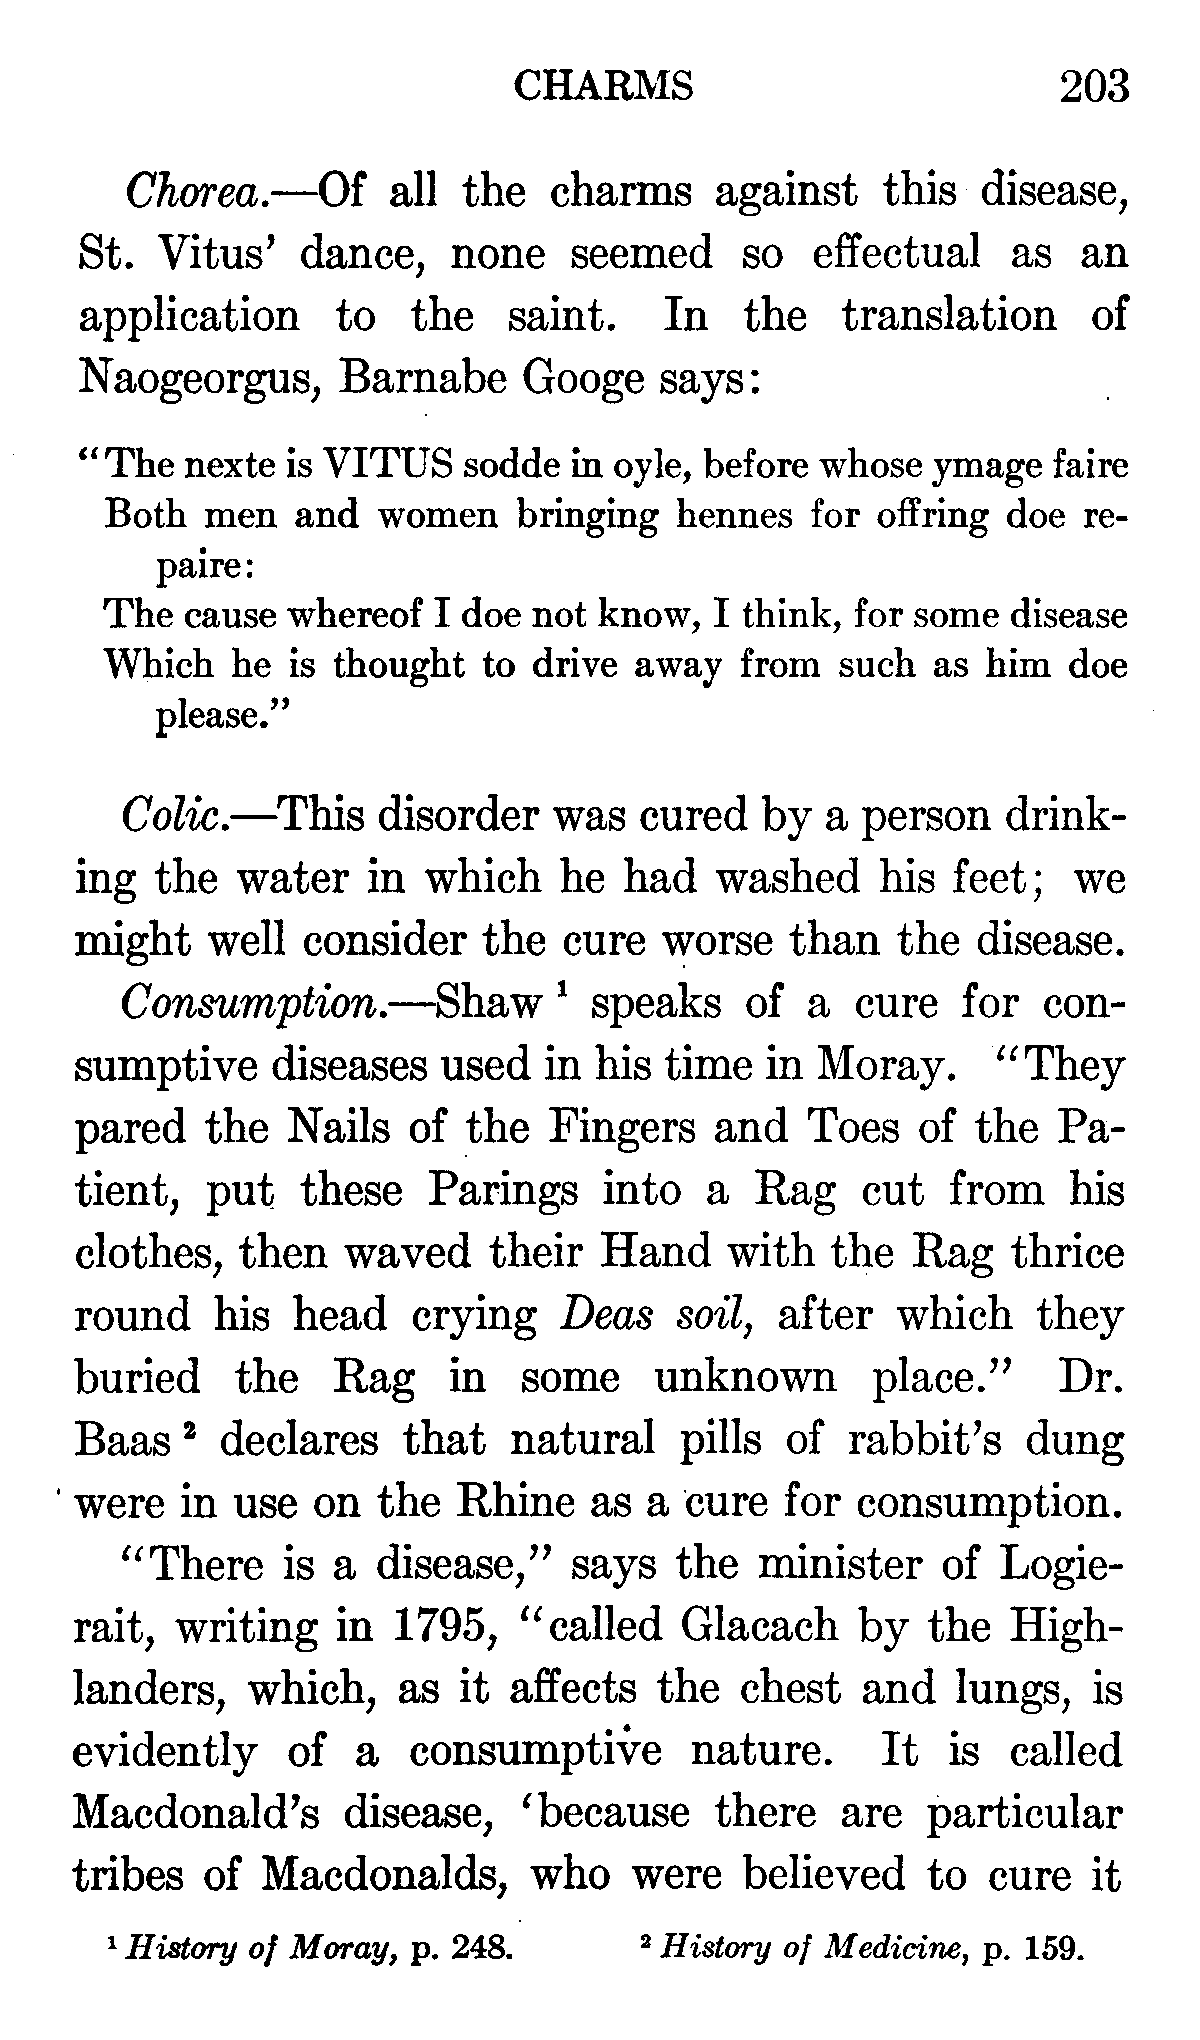 CHARMS 203
Chorea.—Of all the charms against this disease,
St. Vitus' dance, none seemed so effectual as an
application to the saint. In the translation of
Naogeorgus, Barnabe Googe says:
"The nexte is VITUS sodde in oyle, before whose ymage faire
Both men and women bringing hennes for offring doe re-
paire:
The cause whereof I doe not know, I think, for some disease
Which he is thought to drive away from such as him doe
please."
Colic.—This disorder was cured by a person drink-
ing the water in which he had washed his feet; we
might well consider the cure worse than the disease.
Consumption.—Shaw ¹ speaks of a cure for con-
sumptive diseases used in his time in Moray. "They
pared the Nails of the Fingers and Toes of the Pa-
tient, put these Parings into a Rag cut from his
clothes, then waved their Hand with the Rag thrice
round his head crying Deas soil, after which they
buried the Rag in some unknown place." Dr.
Baas ² declares that natural pills of rabbit's dung
were in use on the Rhine as a cure for consumption.
"There is a disease," says the minister of Logie-
rait, writing in 1795, "called Glacach by the High-
landers, which, as it affects the chest and lungs, is
evidently of a consumptive nature. It is called
Macdonald's disease, 'because there are particular
tribes of Macdonalds, who were believed to cure it
¹ History of Moray, p. 248. ² History of Medicine, p. 159.